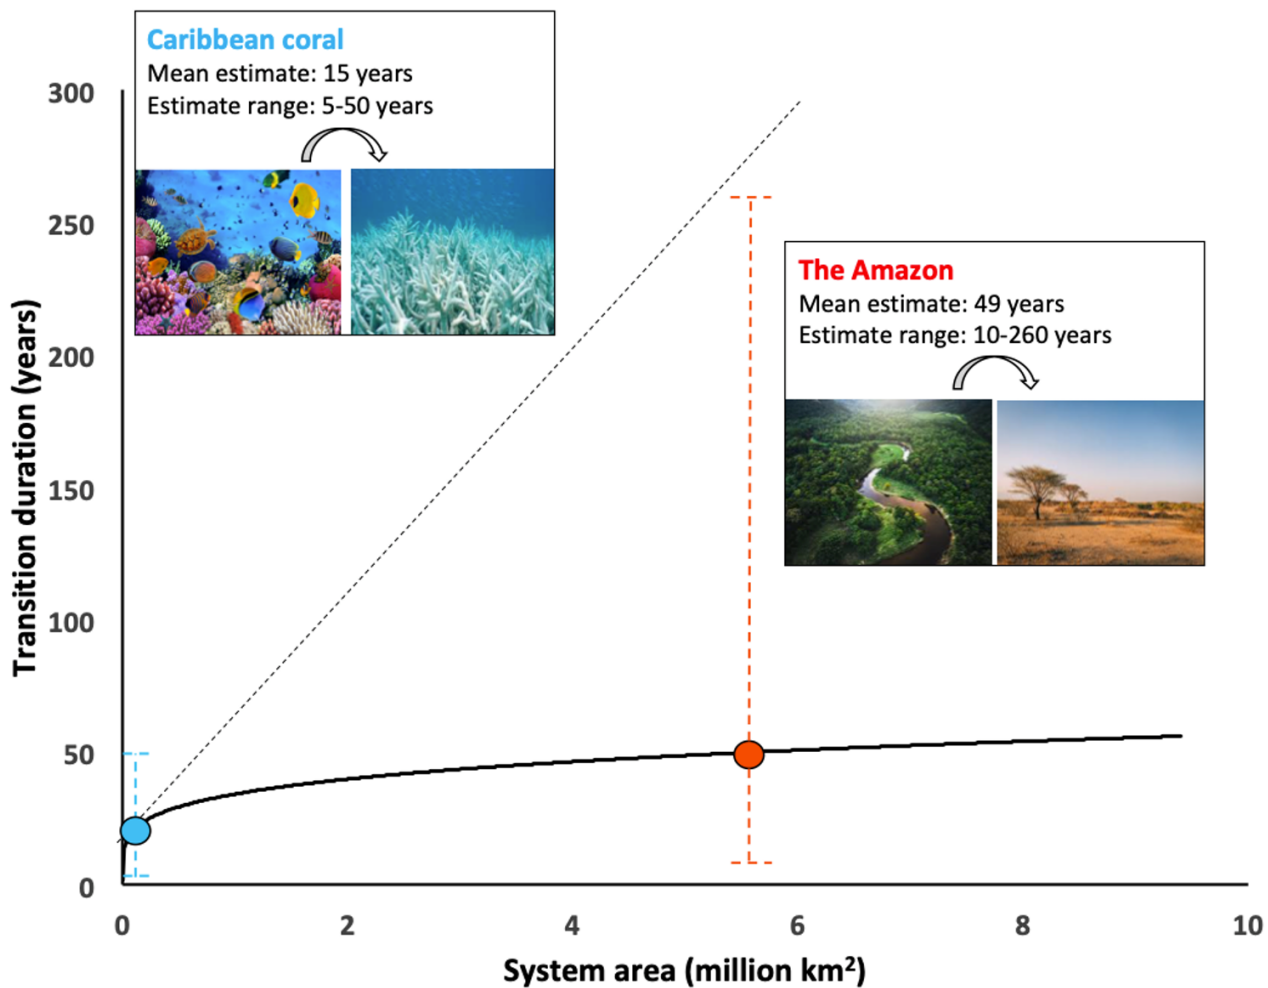 Caribbean coral
Mean estimate: 15 years
Estimate range: 5-50 years
The Amazon
Mean estimate: 49 years
Estimate range: 10-260 years
Transition duration (years)
300
250
200
150
100
50
0
0 2 4 6 8 10
System area (million km²)